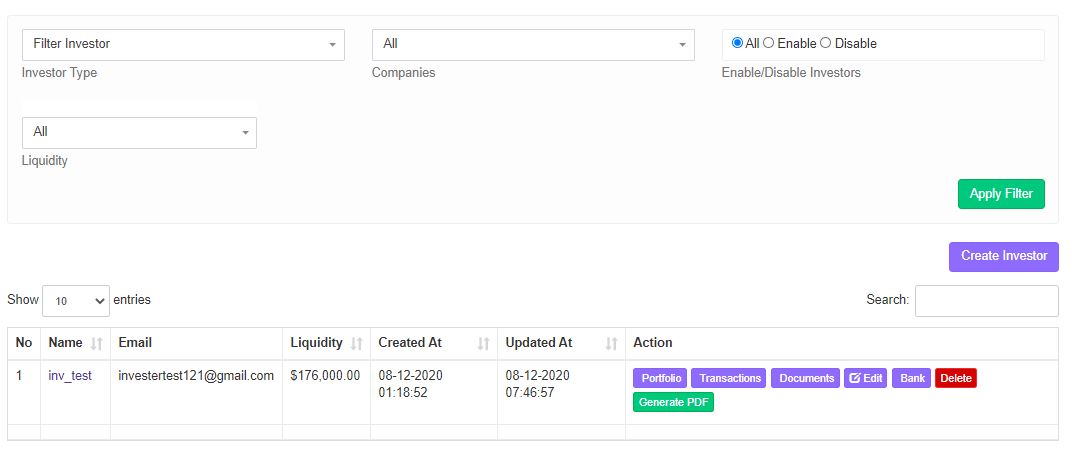 Filter Investor
All
All Enable Disable
Investor Type
Companies
Enable/Disable Investors
All
Liquidity
Apply Filter
Create Investor
Show 10 entries
Search:
No Name Email Liquidity Created At Updated At Action
1 inv_test investertest121@gmail.com $176,000.00 08-12-2020 08-12-2020 Portfolio Transactions Documents Edit Bank Delete
01:18:52 07:46:57 Generate PDF